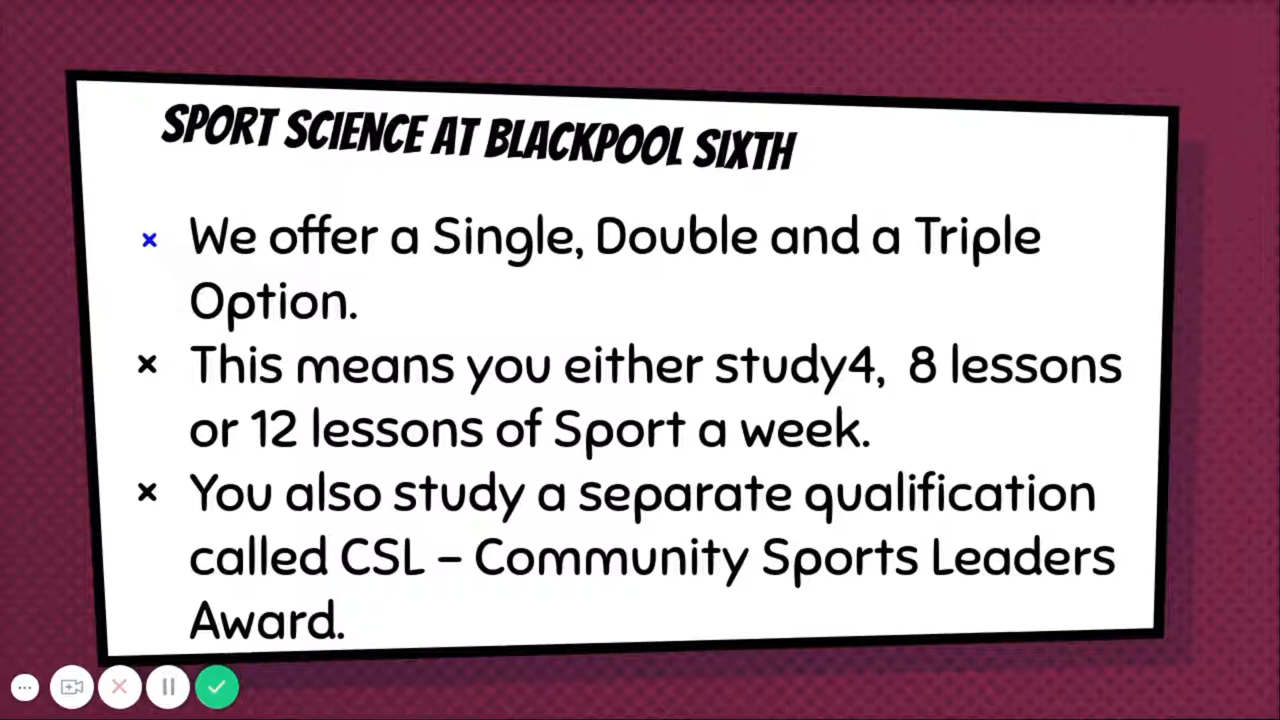 SPORT SCIENCE AT BLACKPOOL SIXTH
× We offer a Single, Double and a Triple
Option.
× This means you either study4,  8 lessons
or 12 lessons of Sport a week.
× You also study a separate qualification
called CSL – Community Sports Leaders
Award.